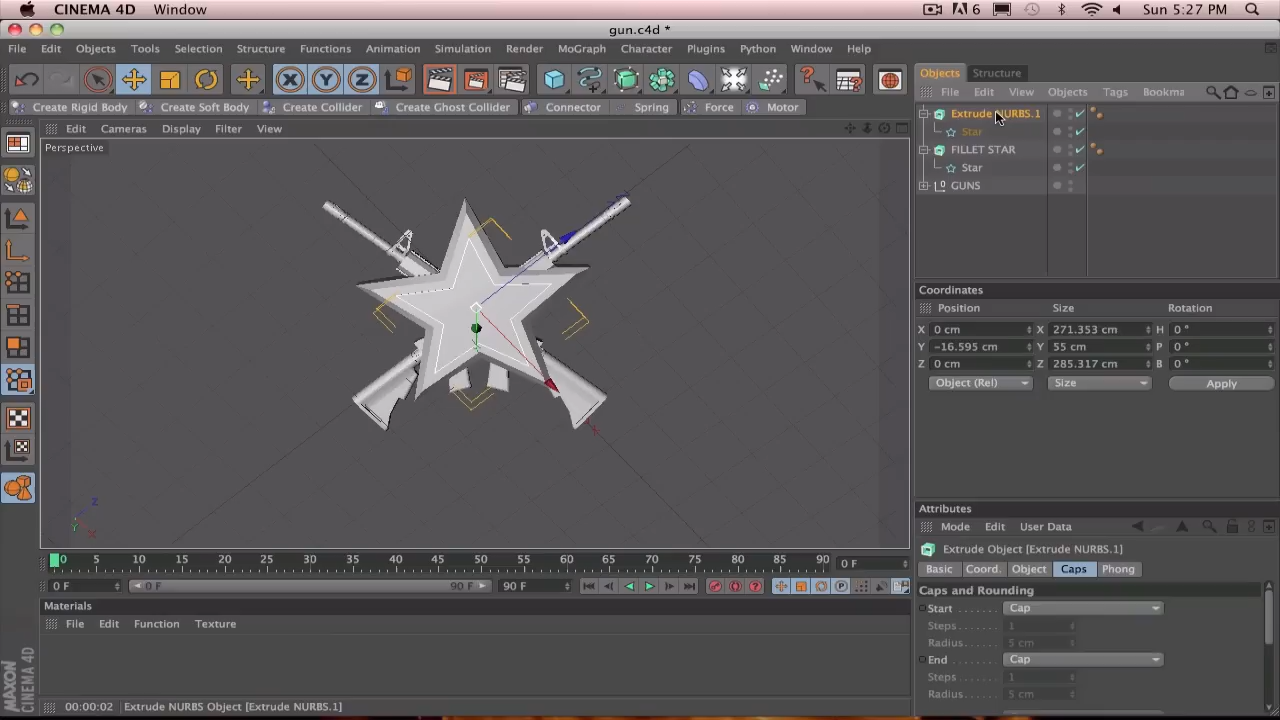 CINEMA 4D Window 6 Sun 5:27 PM
gun.c4d *
File Edit Objects Tools Selection Structure Functions Animation Simulation Render MoGraph Character Plugins Python Window Help
Objects Structure
File Edit View Objects Tags Bookma
Create Rigid Body Create Soft Body Create Collider Create Ghost Collider Connector Spring Force Motor
Edit Cameras Display Filter View
Perspective
Extrude NURBS.1
Star
FILLET STAR
Star
GUNS
Z
Y
X
Coordinates
Position Size Rotation
X 0 cm X 271.353 cm H 0 °
Y -16.595 cm Y 55 cm P 0 °
Z 0 cm Z 285.317 cm B 0 °
Object (Rel) Size Apply
Attributes
Mode Edit User Data
Extrude Object [Extrude NURBS.1]
Basic Coord. Object Caps Phong
Caps and Rounding
Start Cap
Steps 1
Radius 5 cm
End Cap
Steps 1
Radius 5 cm
0 5 10 15 20 25 30 35 40 45 50 55 60 65 70 75 80 85 90 0 F
0 F 0 F 90 F 90 F
Materials
File Edit Function Texture
MAXON
CINEMA 4D
00:00:02 Extrude NURBS Object [Extrude NURBS.1]